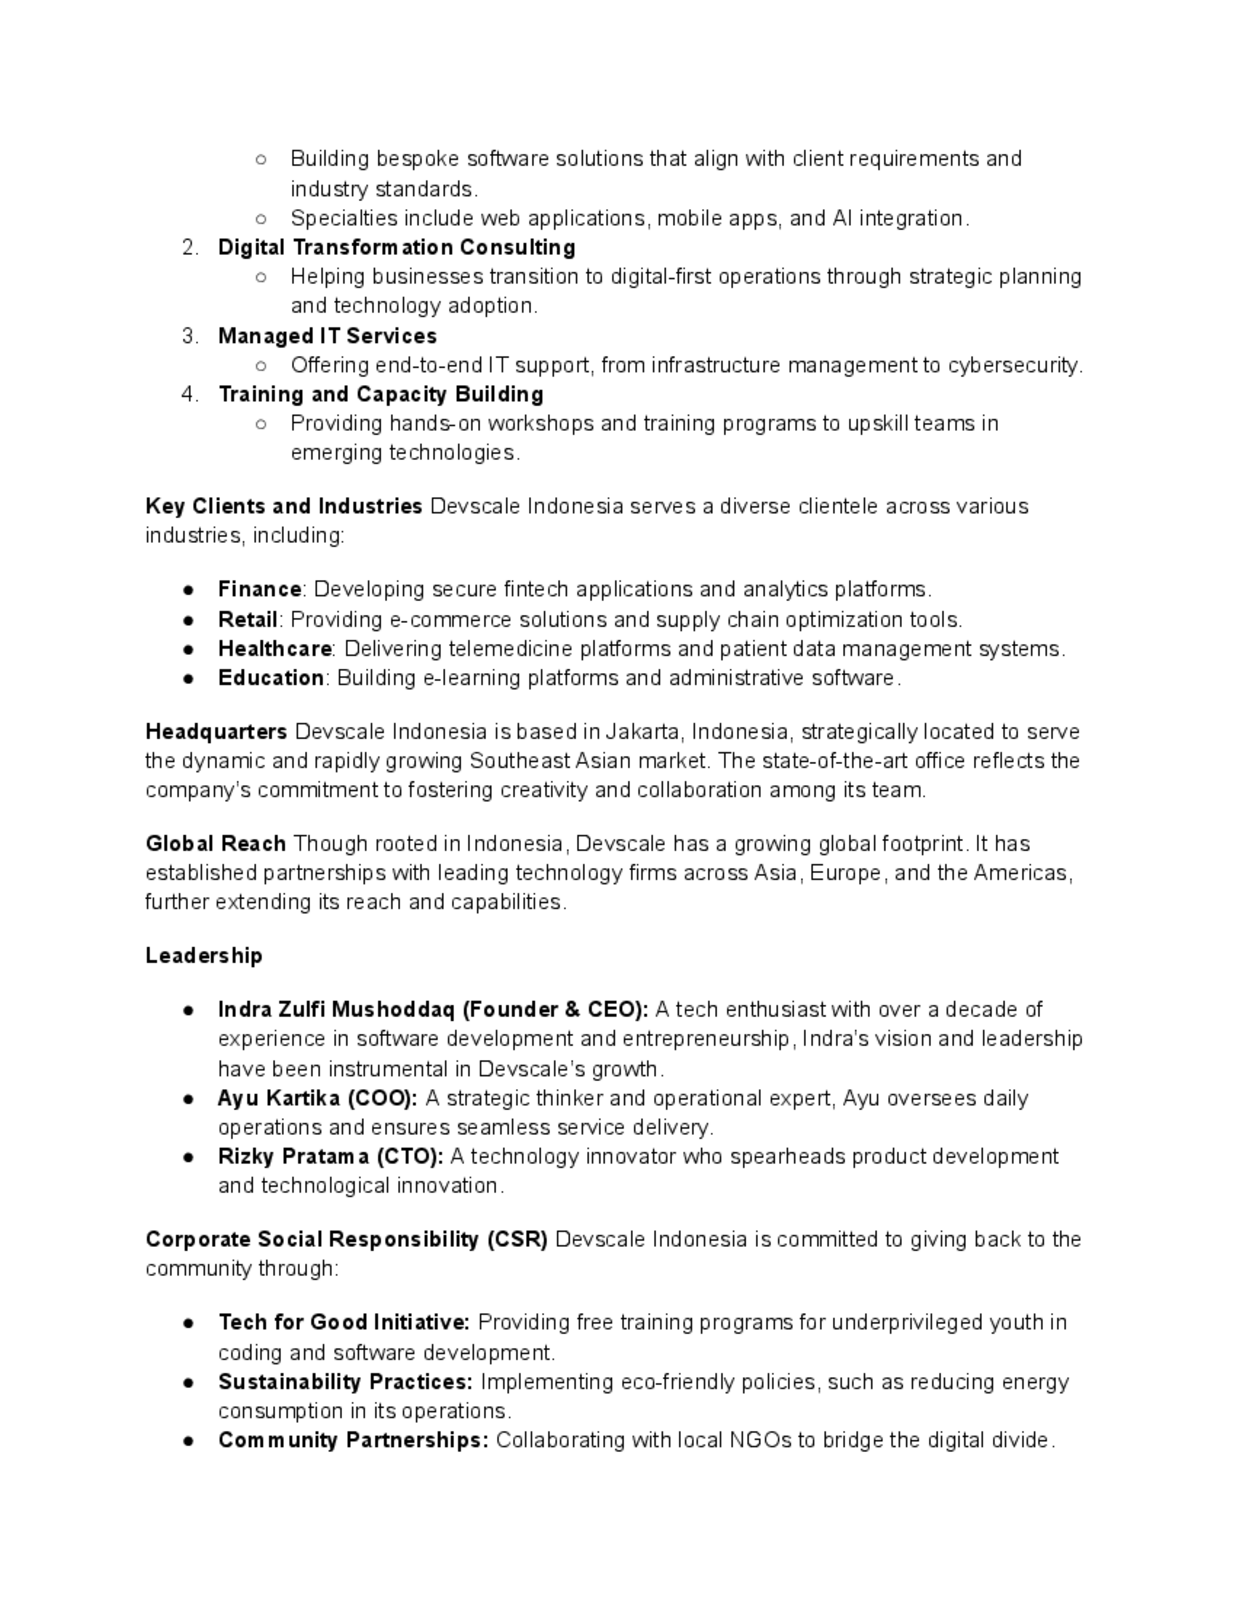 ○ Building bespoke software solutions that align with client requirements and
industry standards.
○ Specialties include web applications, mobile apps, and AI integration.
2. Digital Transformation Consulting
○ Helping businesses transition to digital-first operations through strategic planning
and technology adoption.
3. Managed IT Services
○ Offering end-to-end IT support, from infrastructure management to cybersecurity.
4. Training and Capacity Building
○ Providing hands-on workshops and training programs to upskill teams in
emerging technologies.
Key Clients and Industries Devscale Indonesia serves a diverse clientele across various
industries, including:
● Finance: Developing secure fintech applications and analytics platforms.
● Retail: Providing e-commerce solutions and supply chain optimization tools.
● Healthcare: Delivering telemedicine platforms and patient data management systems.
● Education: Building e-learning platforms and administrative software.
Headquarters Devscale Indonesia is based in Jakarta, Indonesia, strategically located to serve
the dynamic and rapidly growing Southeast Asian market. The state-of-the-art office reflects the
company’s commitment to fostering creativity and collaboration among its team.
Global Reach Though rooted in Indonesia, Devscale has a growing global footprint. It has
established partnerships with leading technology firms across Asia, Europe, and the Americas,
further extending its reach and capabilities.
Leadership
● Indra Zulfi Mushoddaq (Founder & CEO): A tech enthusiast with over a decade of
experience in software development and entrepreneurship, Indra’s vision and leadership
have been instrumental in Devscale’s growth.
● Ayu Kartika (COO): A strategic thinker and operational expert, Ayu oversees daily
operations and ensures seamless service delivery.
● Rizky Pratama (CTO): A technology innovator who spearheads product development
and technological innovation.
Corporate Social Responsibility (CSR) Devscale Indonesia is committed to giving back to the
community through:
● Tech for Good Initiative: Providing free training programs for underprivileged youth in
coding and software development.
● Sustainability Practices: Implementing eco-friendly policies, such as reducing energy
consumption in its operations.
● Community Partnerships: Collaborating with local NGOs to bridge the digital divide.